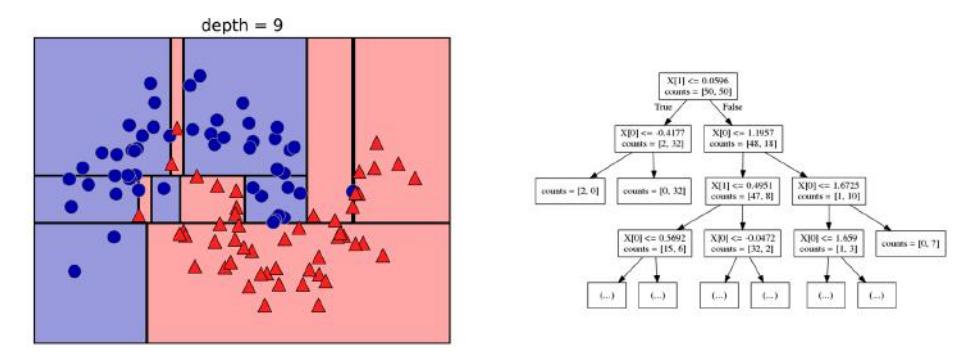 depth = 9
X[1] <= 0.0596
counts = [50, 50]
True
False
X[0] <= -0.4177
counts = [2, 32]
X[0] <= 1.1957
counts = [48, 18]
counts = [2, 0]
counts = [0, 32]
X[1] <= 0.4951
counts = [47, 8]
X[0] <= 1.6725
counts = [1, 10]
X[0] <= 0.5692
counts = [15, 6]
X[0] <= -0.0472
counts = [32, 2]
X[0] <= 1.659
counts = [1, 3]
counts = [0, 7]
(...)
(...)
(...)
(...)
(...)
(...)